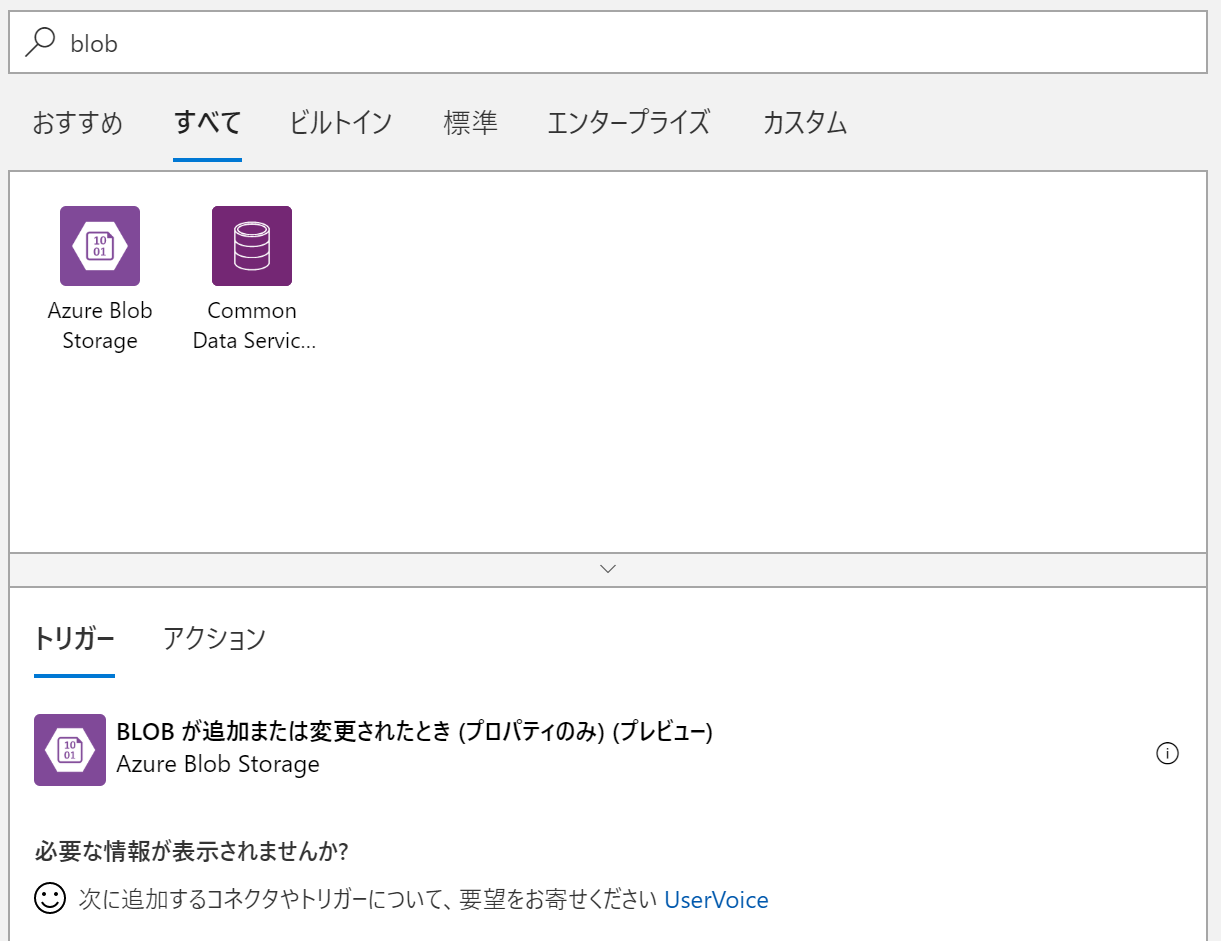 blob
おすすめ すべて ビルトイン 標準 エンタープライズ カスタム
10
01
Azure Blob
Storage
Common
Data Servic...
トリガー アクション
10
01
BLOB が追加または変更されたとき (プロパティのみ) (プレビュー)
Azure Blob Storage
必要な情報が表示されませんか?
次に追加するコネクタやトリガーについて、要望をお寄せください UserVoice